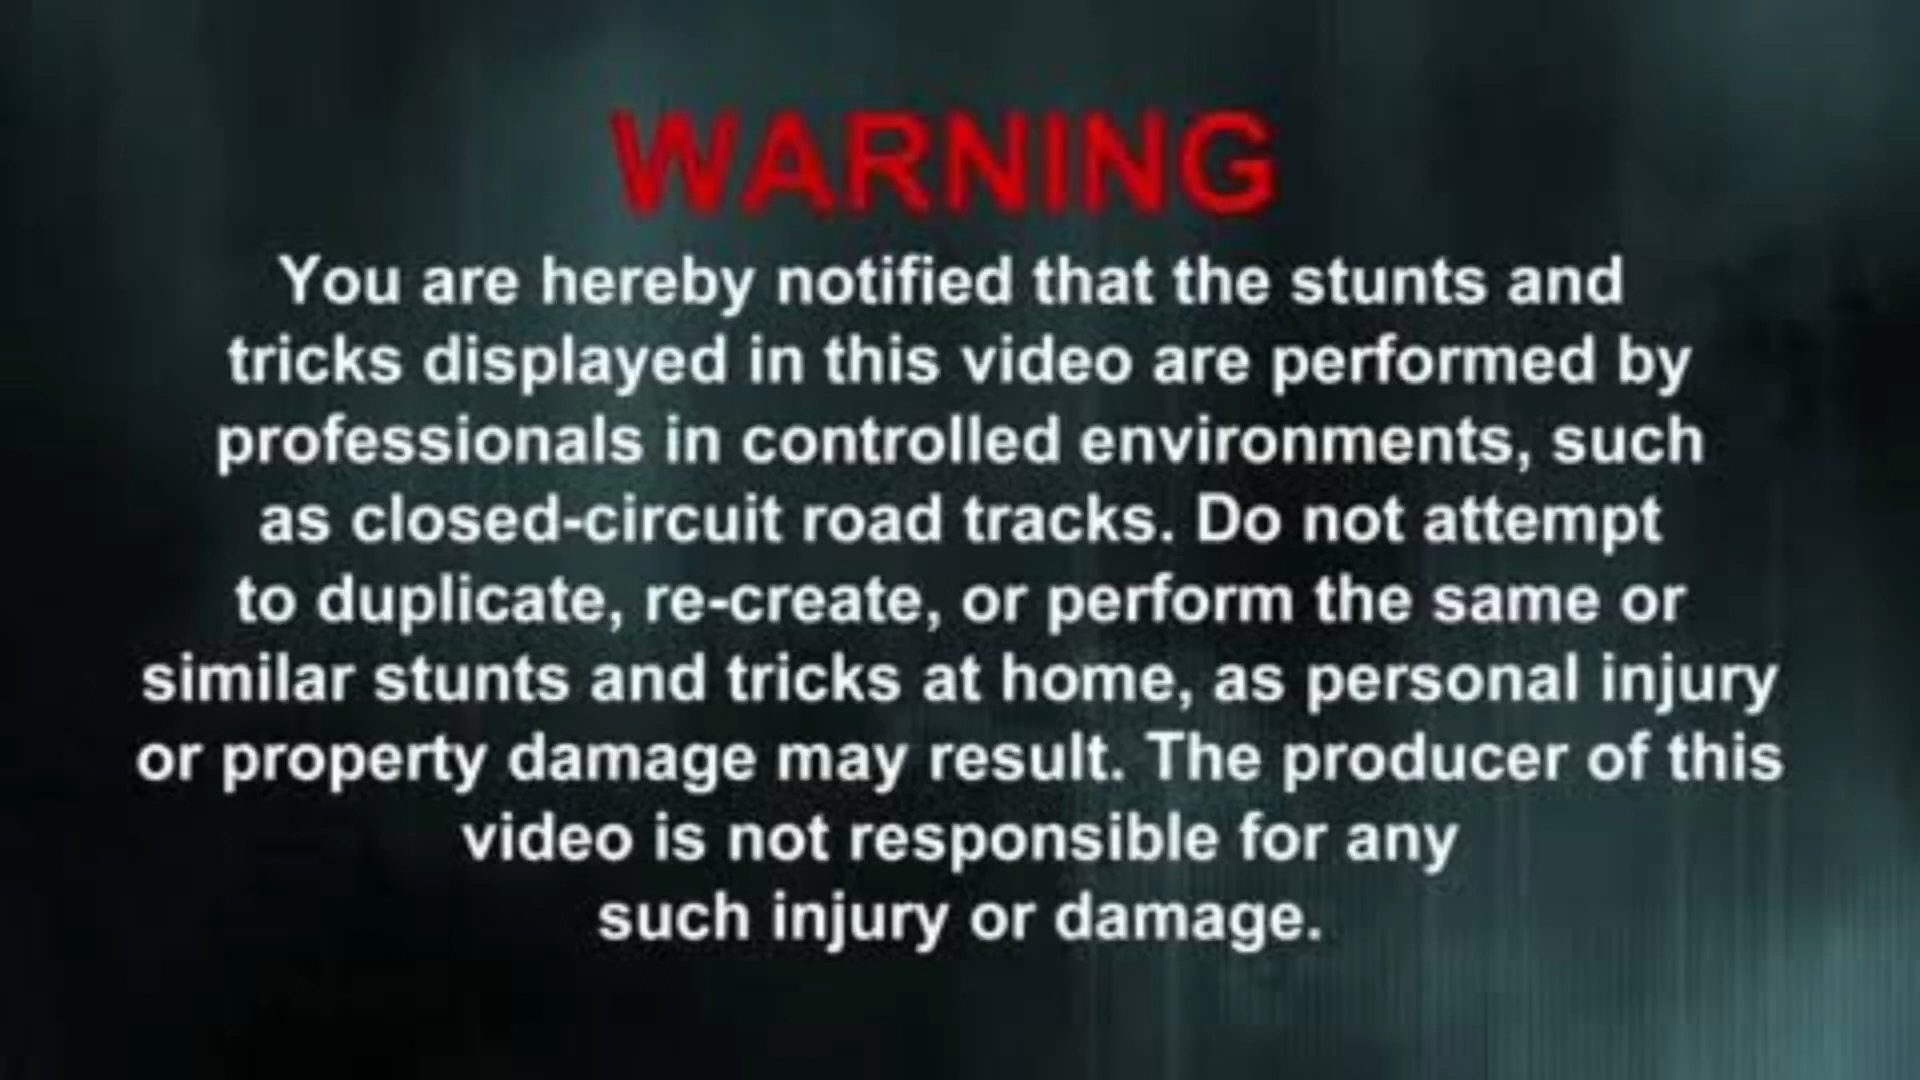 WARNING
You are hereby notified that the stunts and
tricks displayed in this video are performed by
professionals in controlled environments, such
as closed-circuit road tracks. Do not attempt
to duplicate, re-create, or perform the same or
similar stunts and tricks at home, as personal injury
or property damage may result. The producer of this
video is not responsible for any
such injury or damage.